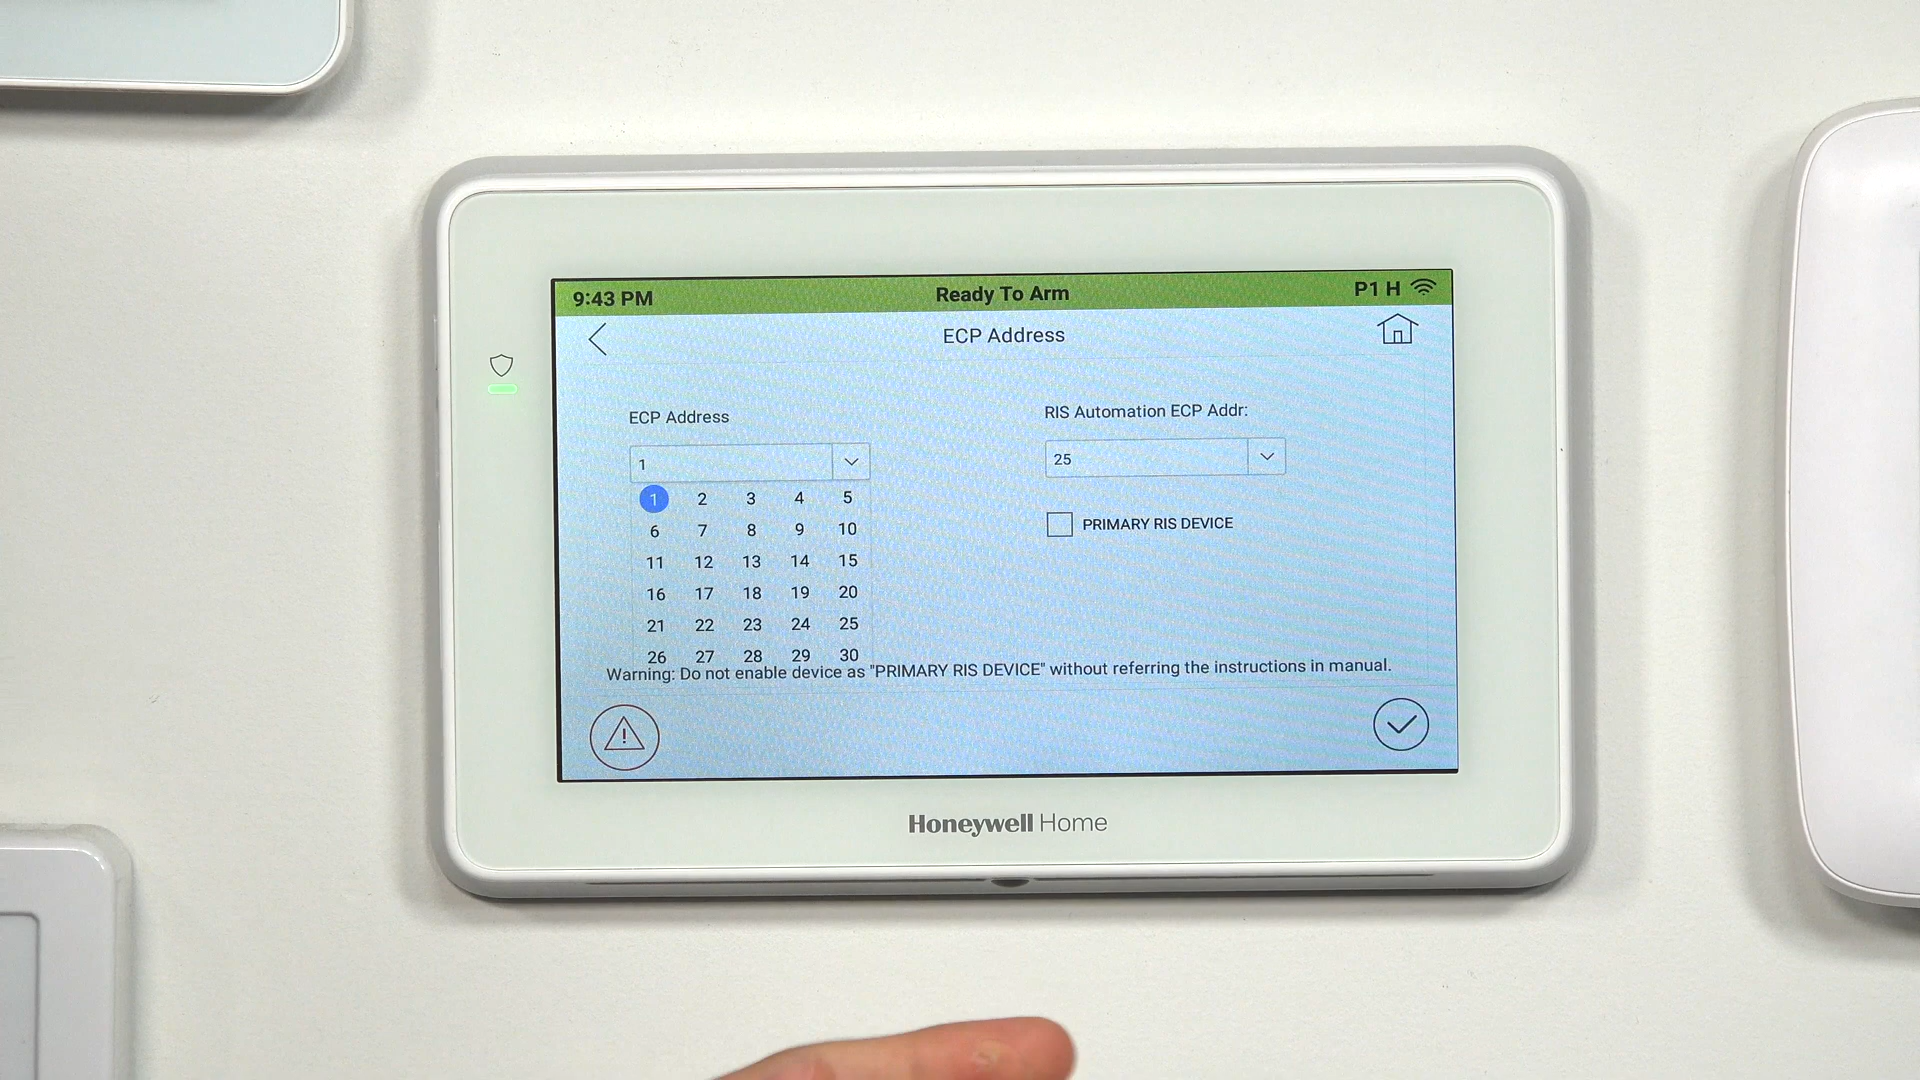 9:43 PM Ready To Arm P1 H
ECP Address
ECP Address RIS Automation ECP Addr:
1 25
1 2 3 4 5
PRIMARY RIS DEVICE
6 7 8 9 10
11 12 13 14 15
16 17 18 19 20
21 22 23 24 25
26 27 28 29 30
Warning: Do not enable device as "PRIMARY RIS DEVICE" without referring the instructions in manual.
Honeywell Home